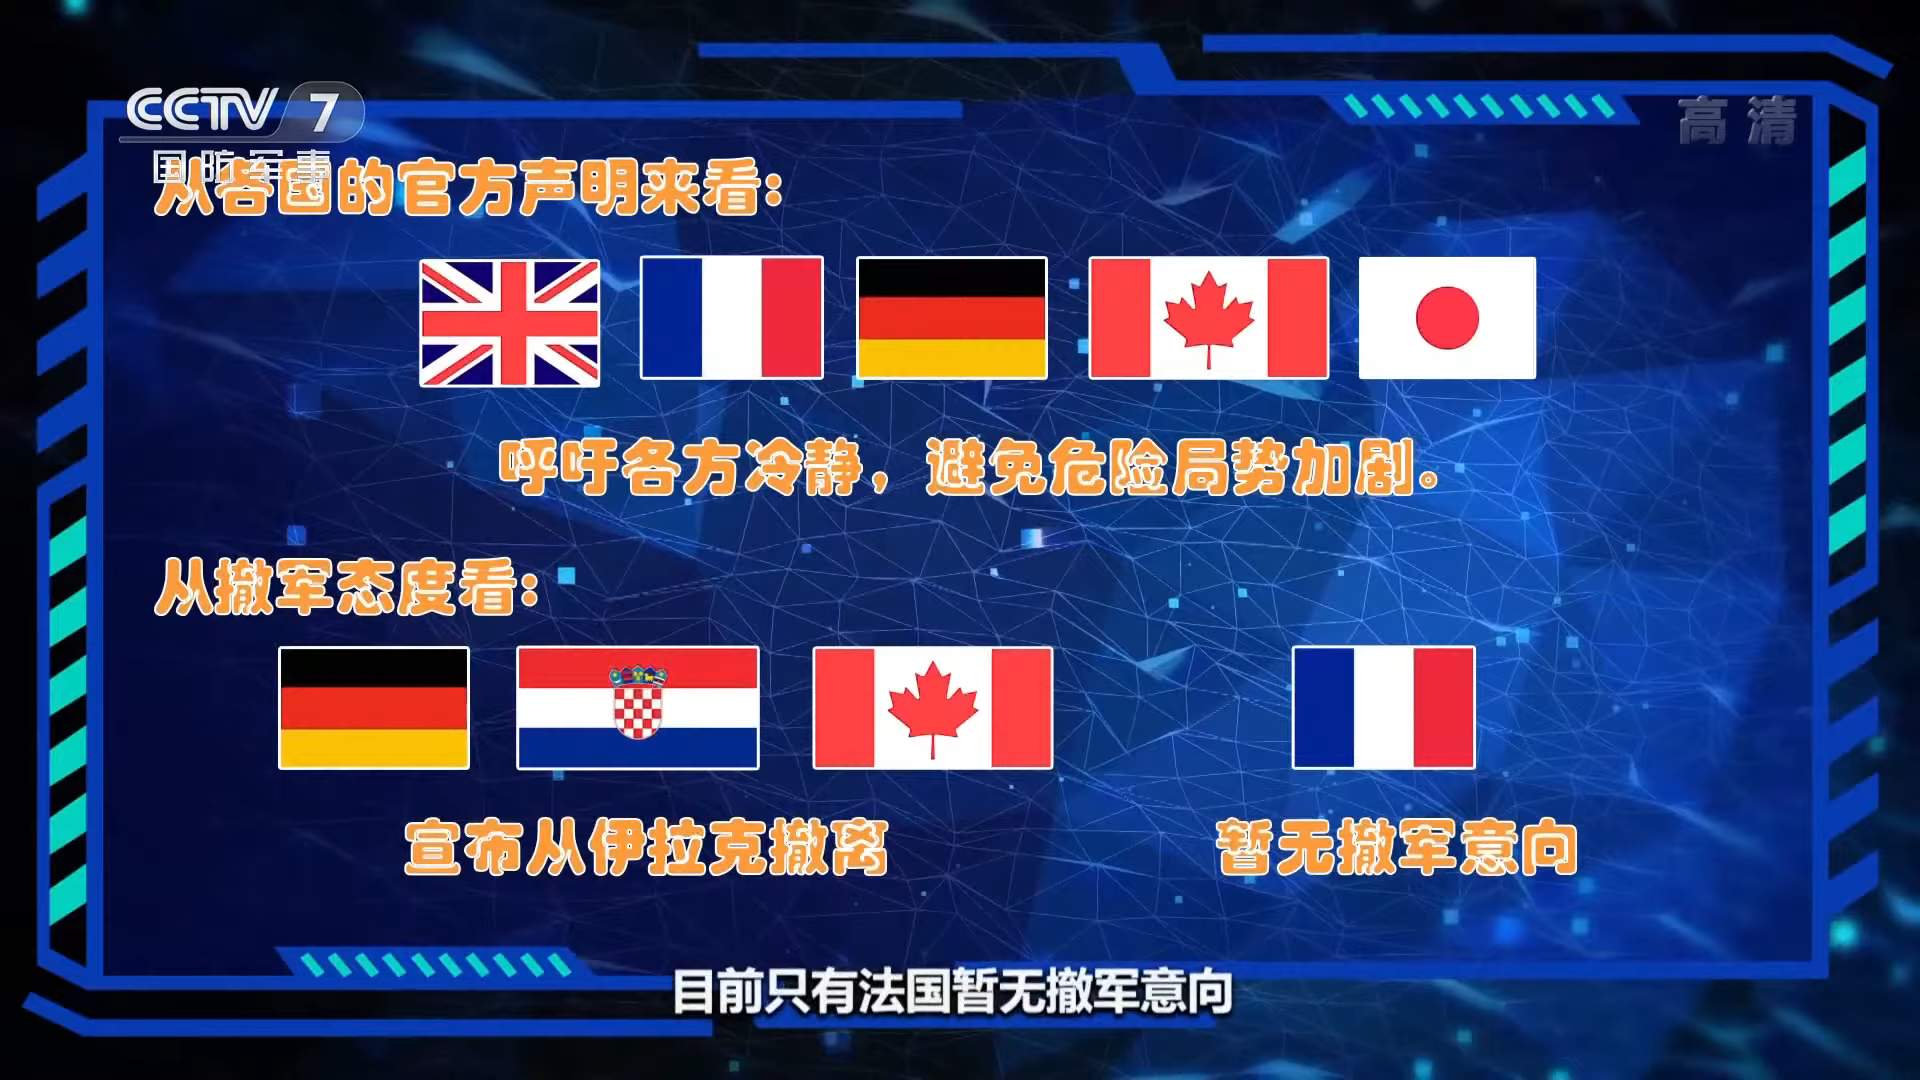 CCTV 7
高清
国防军事
从各国的官方声明来看：
呼吁各方冷静，避免危险局势加剧。
从撤军态度看：
宣布从伊拉克撤离
暂无撤军意向
目前只有法国暂无撤军意向